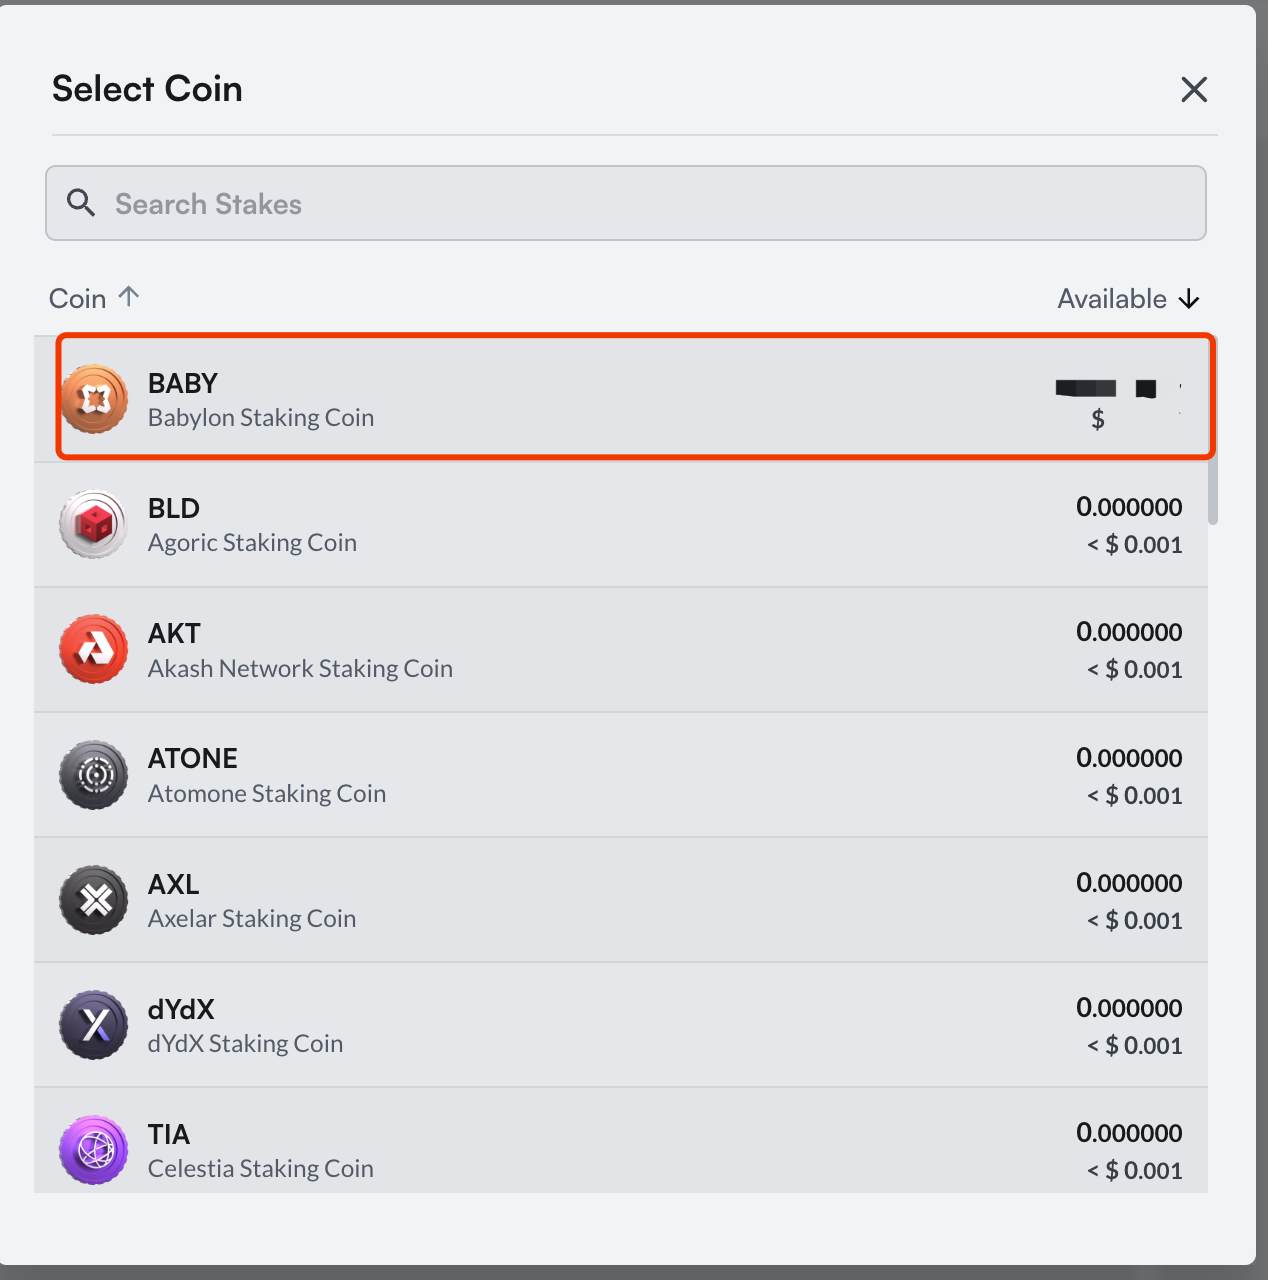 Select Coin
Search Stakes
Coin Available
BABY
Babylon Staking Coin
$
BLD 0.000000
Agoric Staking Coin < $ 0.001
AKT 0.000000
Akash Network Staking Coin < $ 0.001
ATONE 0.000000
Atomone Staking Coin < $ 0.001
AXL 0.000000
Axelar Staking Coin < $ 0.001
dYdX 0.000000
dYdX Staking Coin < $ 0.001
TIA 0.000000
Celestia Staking Coin < $ 0.001